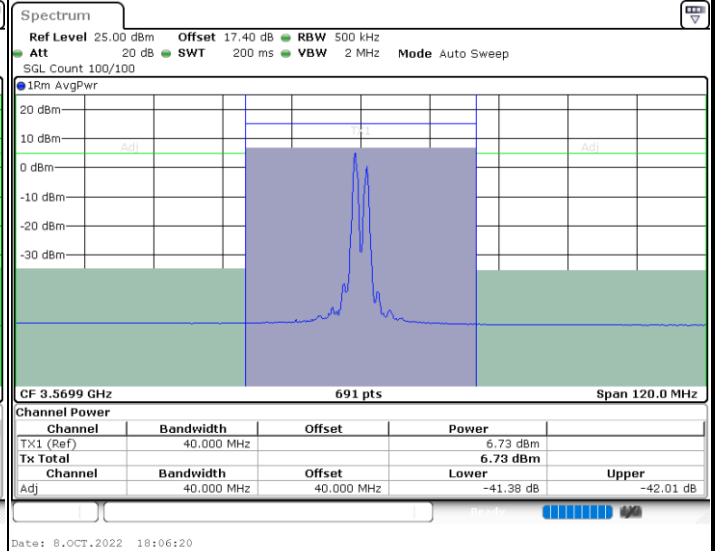 Spectrum
Ref Level 25.00 dBm Offset 17.40 dB RBW 500 kHz
Att 20 dB SWT 200 ms VBW 2 MHz Mode Auto Sweep
SGL Count 100/100
1Rm AvgPwr
20 dBm
TX1
10 dBm
Adj Adj
0 dBm
-10 dBm
-20 dBm
-30 dBm
CF 3.5699 GHz 691 pts Span 120.0 MHz
Channel Power
Channel Bandwidth Offset Power
TX1 (Ref) 40.000 MHz 6.73 dBm
Tx Total 6.73 dBm
Channel Bandwidth Offset Lower Upper
Adj 40.000 MHz 40.000 MHz -41.38 dB -42.01 dB
Ready
Date: 8.OCT.2022 18:06:20